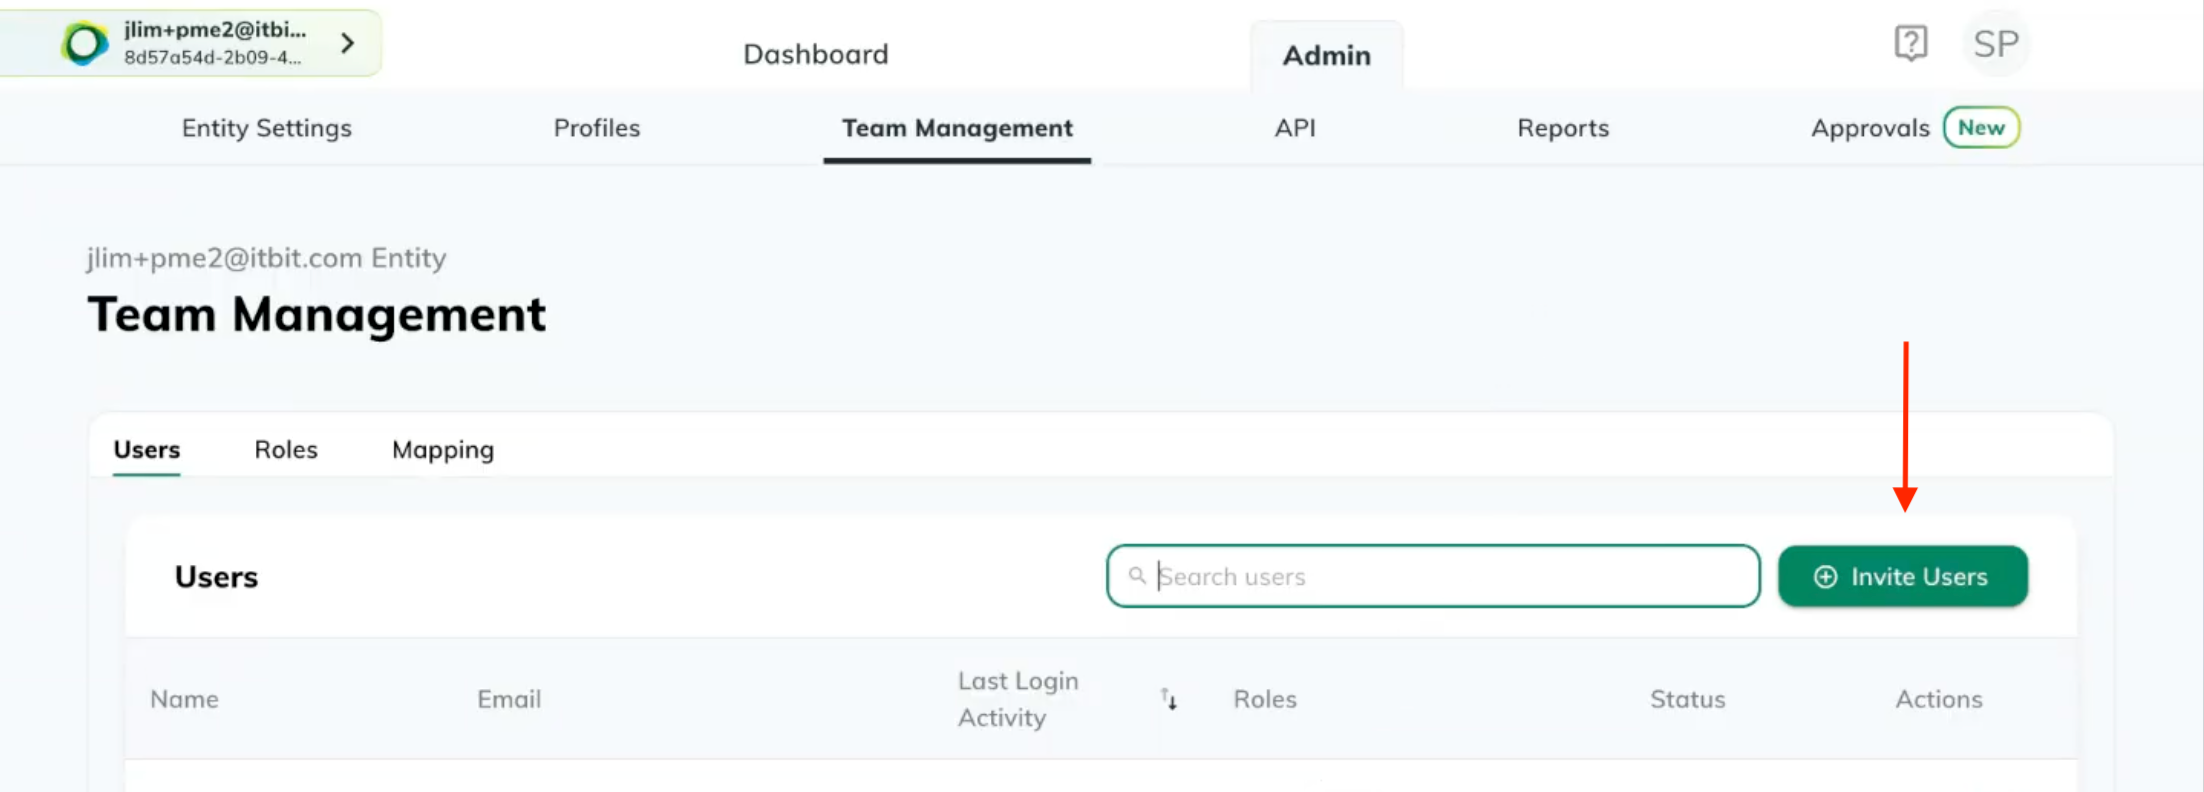 jlim+pme2@itbi...
8d57a54d-2b09-4...
Dashboard
Admin
SP
Entity Settings
Profiles
Team Management
API
Reports
Approvals
New
jlim+pme2@itbit.com Entity
Team Management
Users
Roles
Mapping
Users
Search users
Invite Users
Name
Email
Last Login
Activity
Roles
Status
Actions